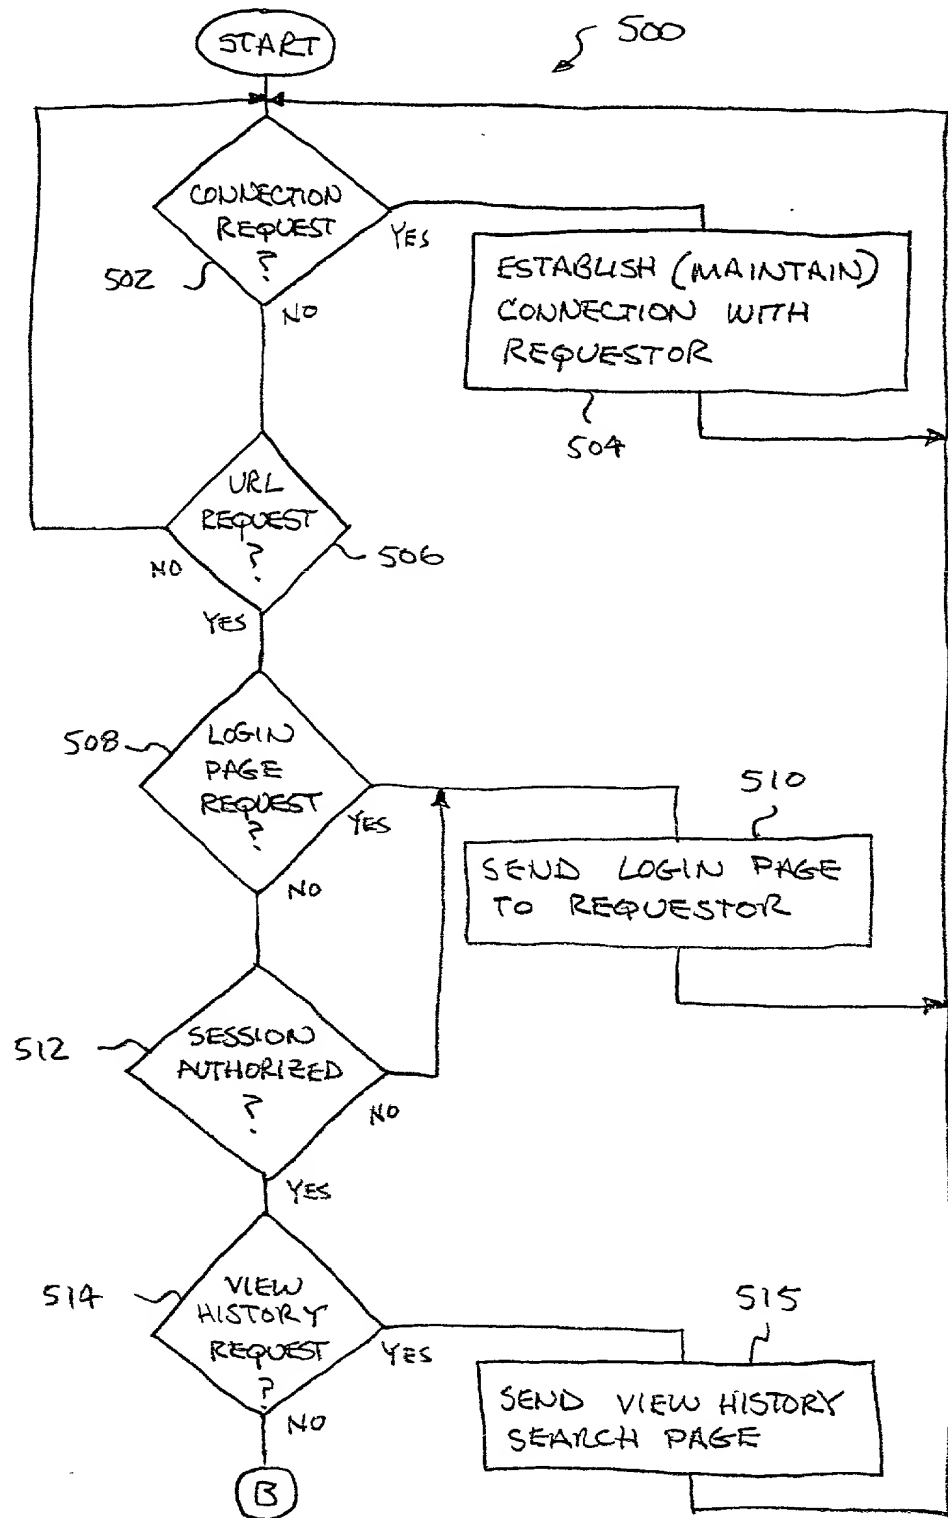 START
500
CONNECTION
REQUEST
?
502
YES
NO
ESTABLISH (MAINTAIN)
CONNECTION WITH
REQUESTOR
504
URL
REQUEST
?
506
NO
YES
508
LOGIN
PAGE
REQUEST
?
YES
NO
510
SEND LOGIN PAGE
TO REQUESTOR
512
SESSION
AUTHORIZED
?
NO
YES
514
VIEW
HISTORY
REQUEST
?
YES
NO
515
SEND VIEW HISTORY
SEARCH PAGE
B